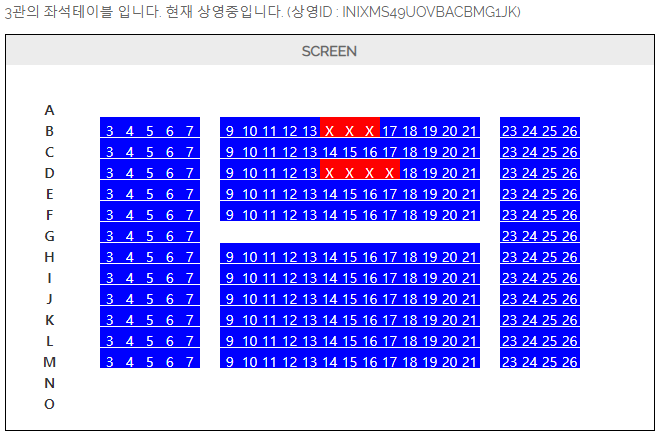 3관의 좌석테이블 입니다. 현재 상영중입니다. (상영ID : INIXMS49UOVBACBMG1JK)
SCREEN
A
B 3 4 5 6 7 9 10 11 12 13 X X X 17 18 19 20 21 23 24 25 26
C 3 4 5 6 7 9 10 11 12 13 14 15 16 17 18 19 20 21 23 24 25 26
D 3 4 5 6 7 9 10 11 12 13 X X X X 18 19 20 21 23 24 25 26
E 3 4 5 6 7 9 10 11 12 13 14 15 16 17 18 19 20 21 23 24 25 26
F 3 4 5 6 7 9 10 11 12 13 14 15 16 17 18 19 20 21 23 24 25 26
G 3 4 5 6 7 23 24 25 26
H 3 4 5 6 7 9 10 11 12 13 14 15 16 17 18 19 20 21 23 24 25 26
I 3 4 5 6 7 9 10 11 12 13 14 15 16 17 18 19 20 21 23 24 25 26
J 3 4 5 6 7 9 10 11 12 13 14 15 16 17 18 19 20 21 23 24 25 26
K 3 4 5 6 7 9 10 11 12 13 14 15 16 17 18 19 20 21 23 24 25 26
L 3 4 5 6 7 9 10 11 12 13 14 15 16 17 18 19 20 21 23 24 25 26
M 3 4 5 6 7 9 10 11 12 13 14 15 16 17 18 19 20 21 23 24 25 26
N
O